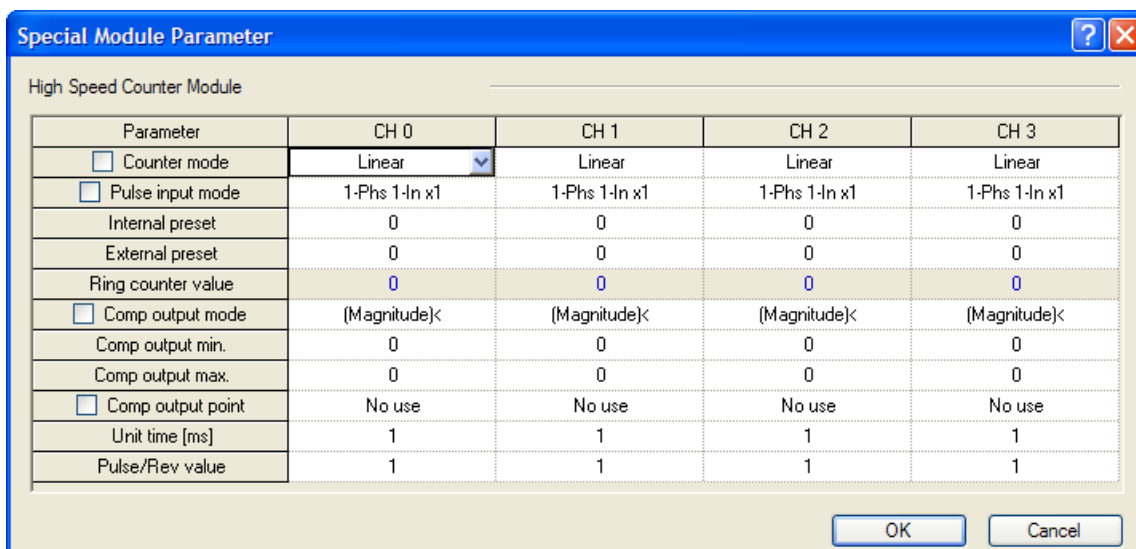 Special Module Parameter
High Speed Counter Module
Parameter CH 0 CH 1 CH 2 CH 3
Counter mode Linear Linear Linear Linear
Pulse input mode 1-Phs 1-In x1 1-Phs 1-In x1 1-Phs 1-In x1 1-Phs 1-In x1
Internal preset 0 0 0 0
External preset 0 0 0 0
Ring counter value 0 0 0 0
Comp output mode (Magnitude)< (Magnitude)< (Magnitude)< (Magnitude)<
Comp output min. 0 0 0 0
Comp output max. 0 0 0 0
Comp output point No use No use No use No use
Unit time [ms] 1 1 1 1
Pulse/Rev value 1 1 1 1
OK Cancel